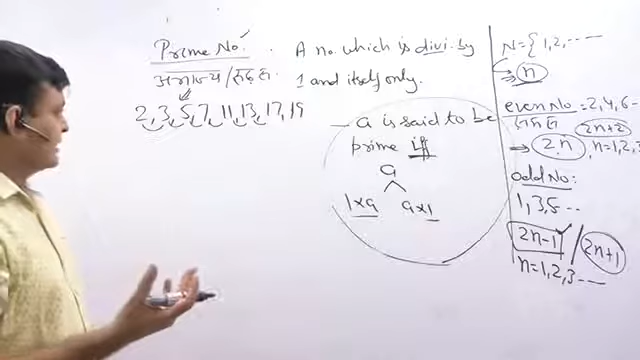 Prime No.
अभाज्य / रूढ़ सं०
2, 3, 5, 7, 11, 13, 17, 19
A no. which is divi. by
1 and itself only.
- a is said to be
prime iff
a
1×a a×1
N = {1, 2, ......
n
even No. = 2, 4, 6 -
2n+2
→ 2n, n = 1, 2, 3
odd No:
1, 3, 5 ...
2n-1 / 2n+1
n = 1, 2, 3 ......